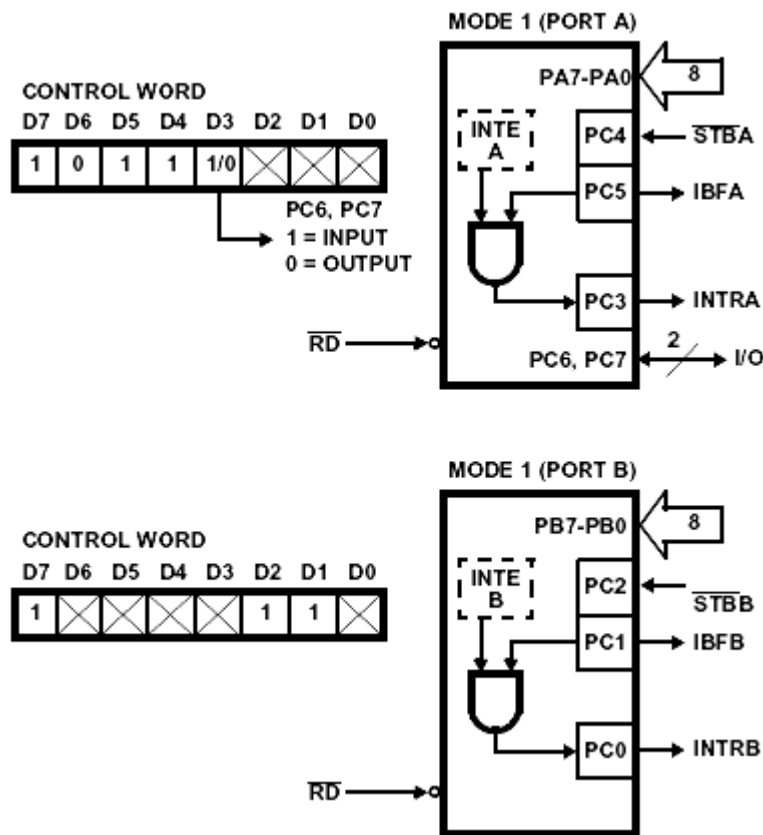 MODE 1 (PORT A)
CONTROL WORD
D7 D6 D5 D4 D3 D2 D1 D0
1 0 1 1 1/0
PC6, PC7
1 = INPUT
0 = OUTPUT
PA7-PA0
8
INTE
A
PC4
STBA
PC5
IBFA
PC3
INTRA
RD
PC6, PC7
2
I/O
MODE 1 (PORT B)
CONTROL WORD
D7 D6 D5 D4 D3 D2 D1 D0
1 1 1
PB7-PB0
8
INTE
B
PC2
STBB
PC1
IBFB
PC0
INTRB
RD